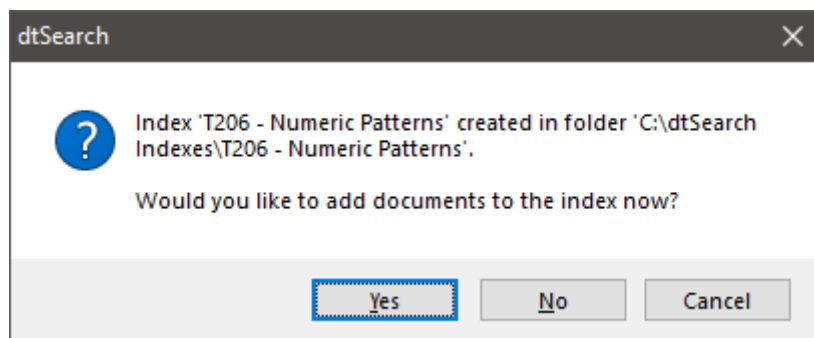 dtSearch
Index 'T206 - Numeric Patterns' created in folder 'C:\dtSearch
Indexes\T206 - Numeric Patterns'.
Would you like to add documents to the index now?
Yes No Cancel